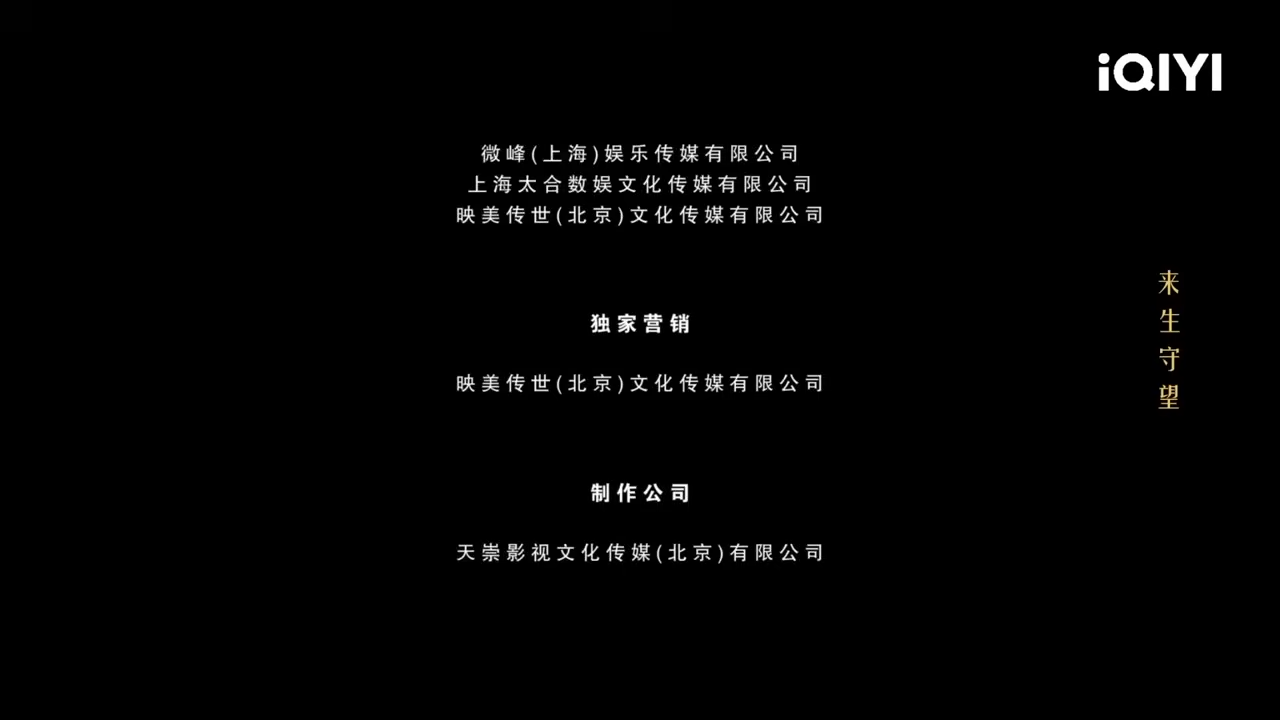 iQIYI
微峰(上海)娱乐传媒有限公司
上海太合数娱文化传媒有限公司
映美传世(北京)文化传媒有限公司
独家营销
映美传世(北京)文化传媒有限公司
制作公司
天崇影视文化传媒(北京)有限公司
来生守望